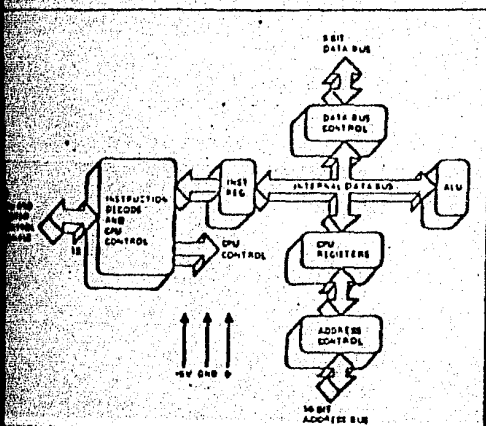 8 BIT
DATA BUS
DATA BUS
CONTROL
INSTRUCTION
DECODE
AND
CPU
CONTROL
INST
REG
INTERNAL DATA BUS
ALU
13
CPU
CONTROL
CPU
REGISTERS
ADDRESS
CONTROL
+5V GND Φ
16 BIT
ADDRESS BUS